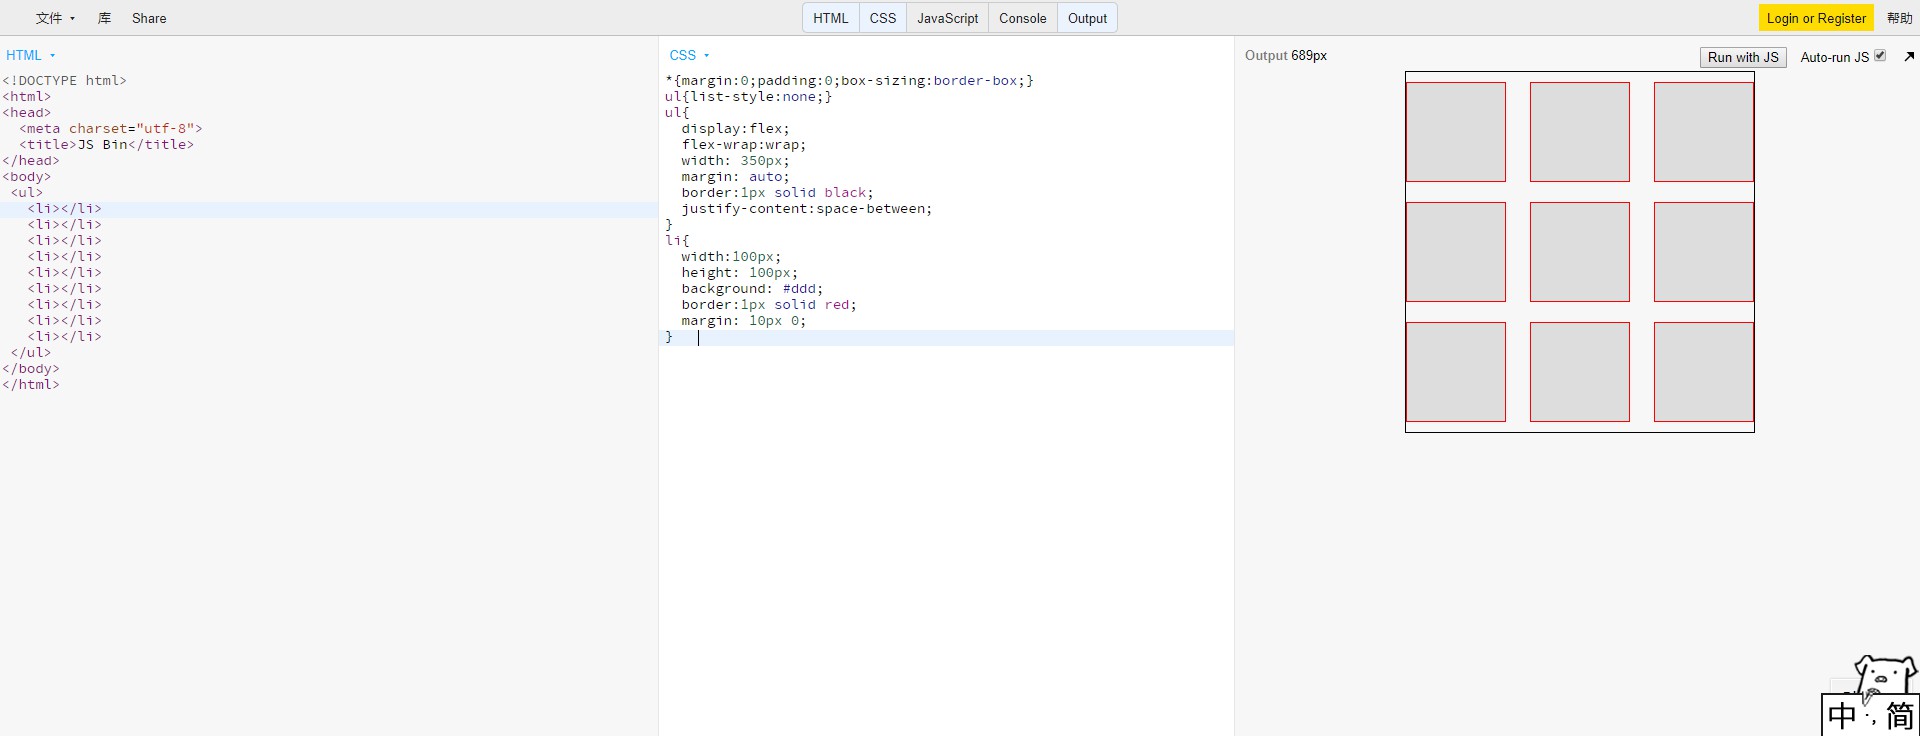 文件 库 Share HTML CSS JavaScript Console Output Login or Register 帮助
HTML
<!DOCTYPE html>
<html>
<head>
  <meta charset="utf-8">
  <title>JS Bin</title>
</head>
<body>
 <ul>
   <li></li>
   <li></li>
   <li></li>
   <li></li>
   <li></li>
   <li></li>
   <li></li>
   <li></li>
   <li></li>
 </ul>
</body>
</html>
CSS
*{margin:0;padding:0;box-sizing:border-box;}
ul{list-style:none;}
ul{
  display:flex;
  flex-wrap:wrap;
  width: 350px;
  margin: auto;
  border:1px solid black;
  justify-content:space-between;
}
li{
  width:100px;
  height: 100px;
  background: #ddd;
  border:1px solid red;
  margin: 10px 0;
}
Output 689px Run with JS Auto-run JS
中 ·, 简